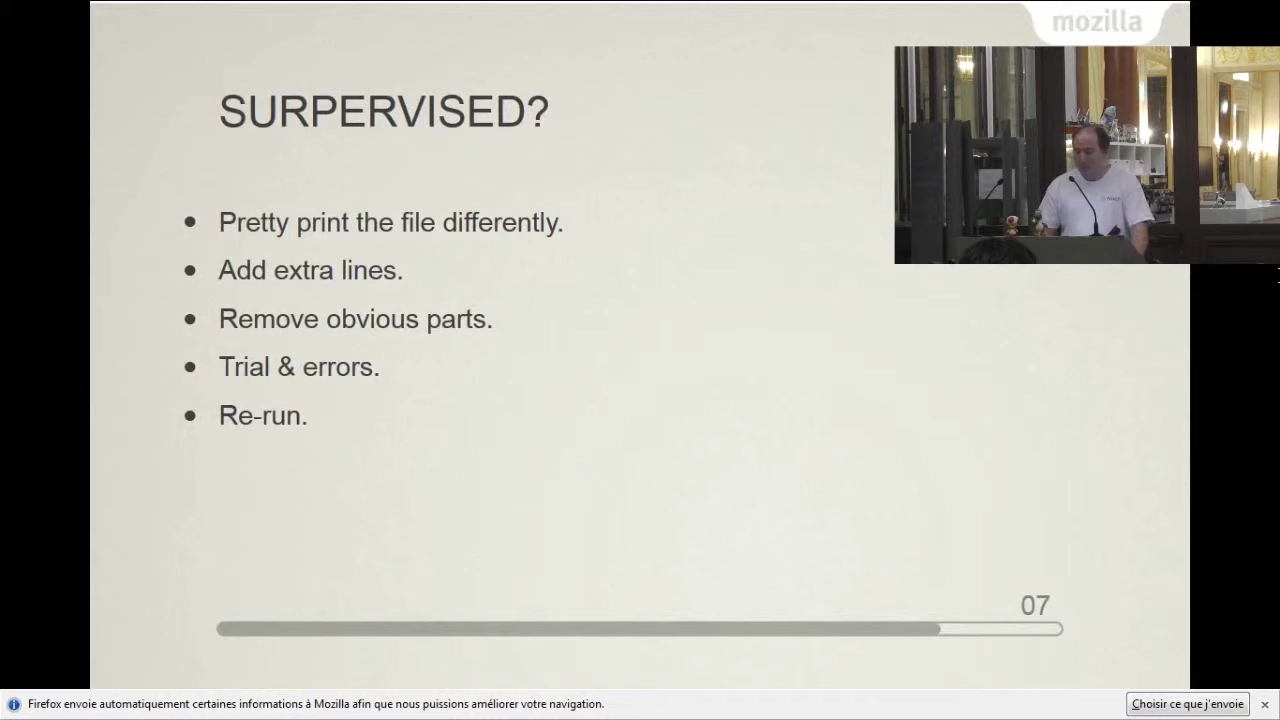 mozilla
SURPERVISED?
Pretty print the file differently.
Add extra lines.
Remove obvious parts.
Trial & errors.
Re-run.
07
Firefox envoie automatiquement certaines informations à Mozilla afin que nous puissions améliorer votre navigation.
Choisir ce que j'envoie